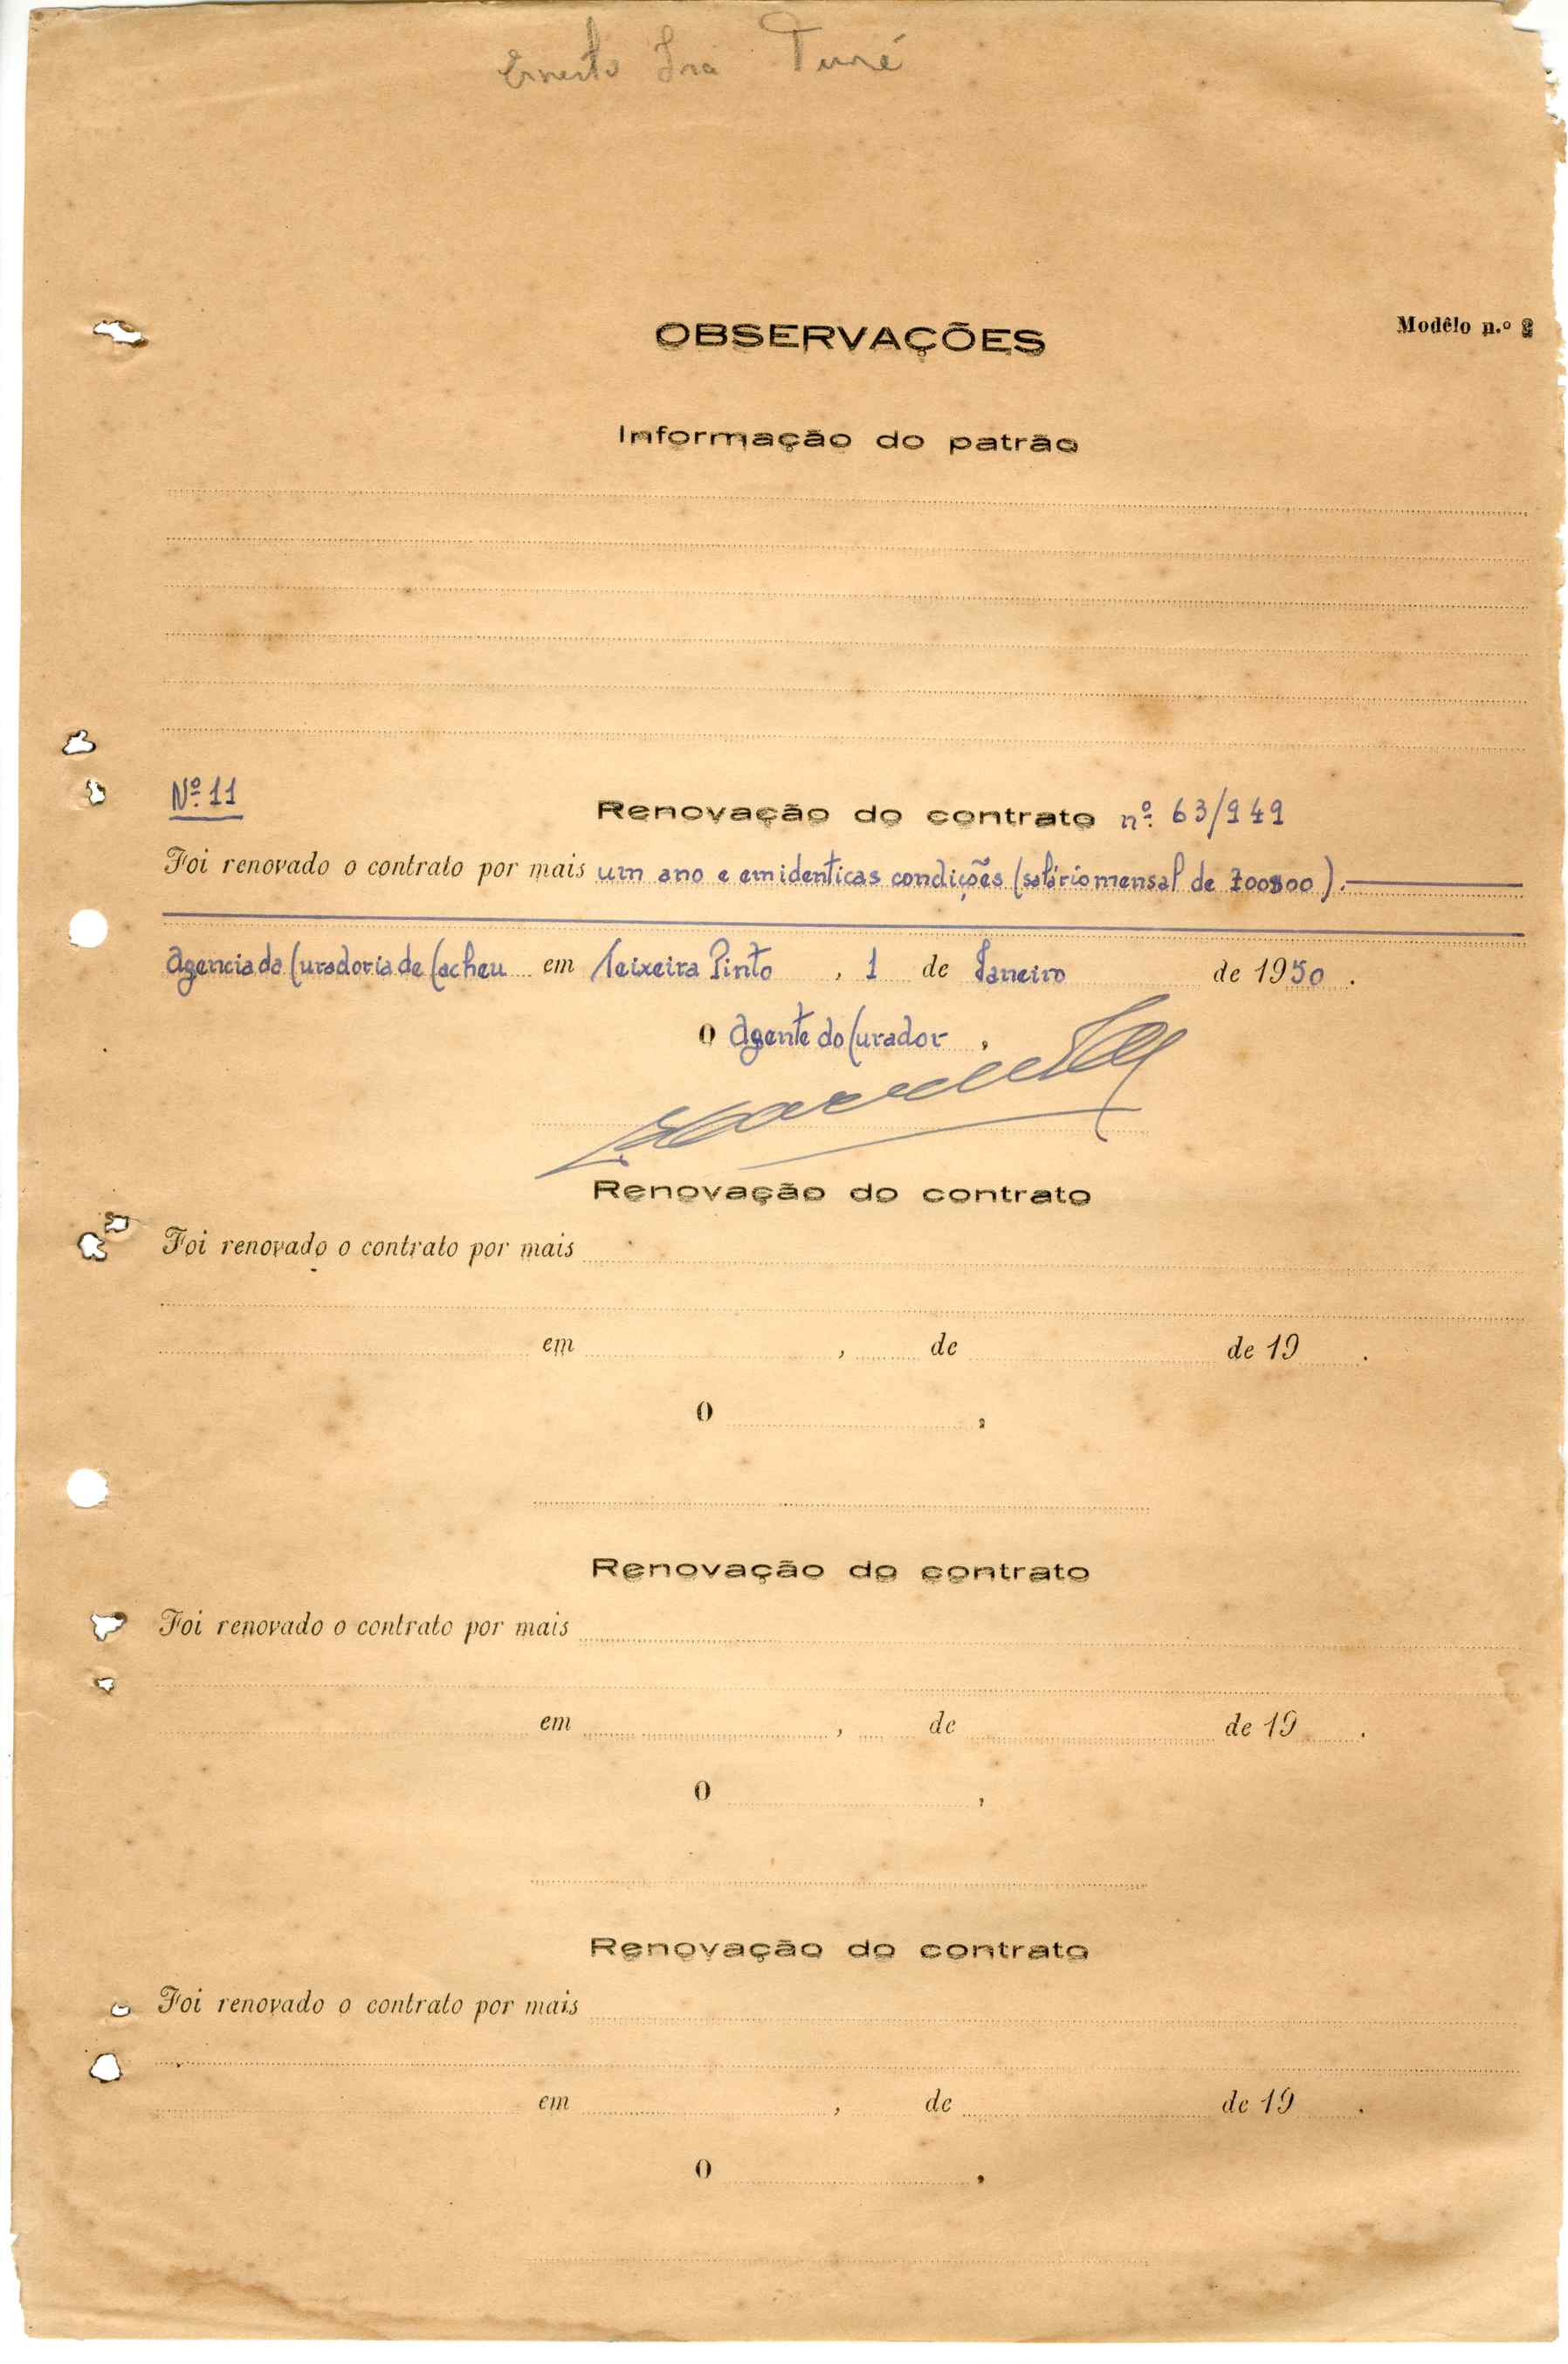 Ernesto
OBSERVAÇÕES
Modêlo n.º 2
Informação do patrão
Nº 11
Renovação do contrato nº 63/949
Foi renovado o contrato por mais um ano e em identicas condições (salário mensal de 700$00).
Agencia da Curadoria de Cacheu em Teixeira Pinto, 1 de Janeiro de 1950.
O Agente do Curador,
Renovação do contrato
Foi renovado o contrato por mais
em , de de 19 .
O ,
Renovação do contrato
Foi renovado o contrato por mais
em , de de 19 .
O ,
Renovação do contrato
Foi renovado o contrato por mais
em , de de 19 .
O ,